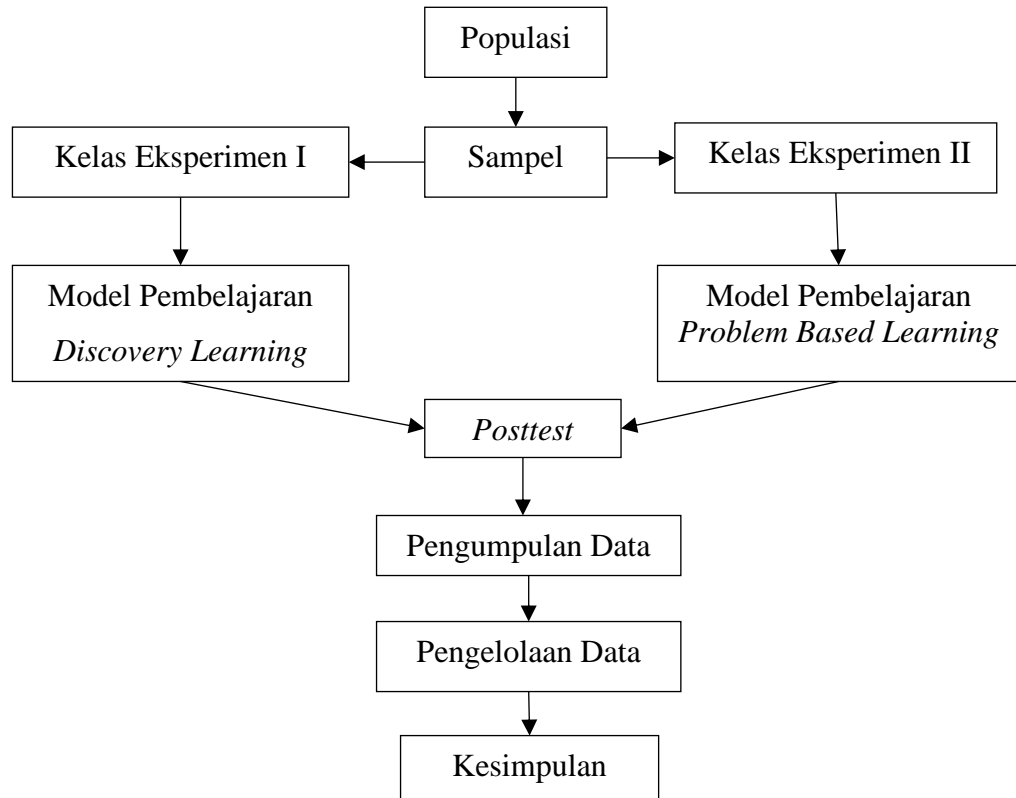 Populasi
Kelas Eksperimen I
Sampel
Kelas Eksperimen II
Model Pembelajaran
Discovery Learning
Model Pembelajaran
Problem Based Learning
Posttest
Pengumpulan Data
Pengelolaan Data
Kesimpulan